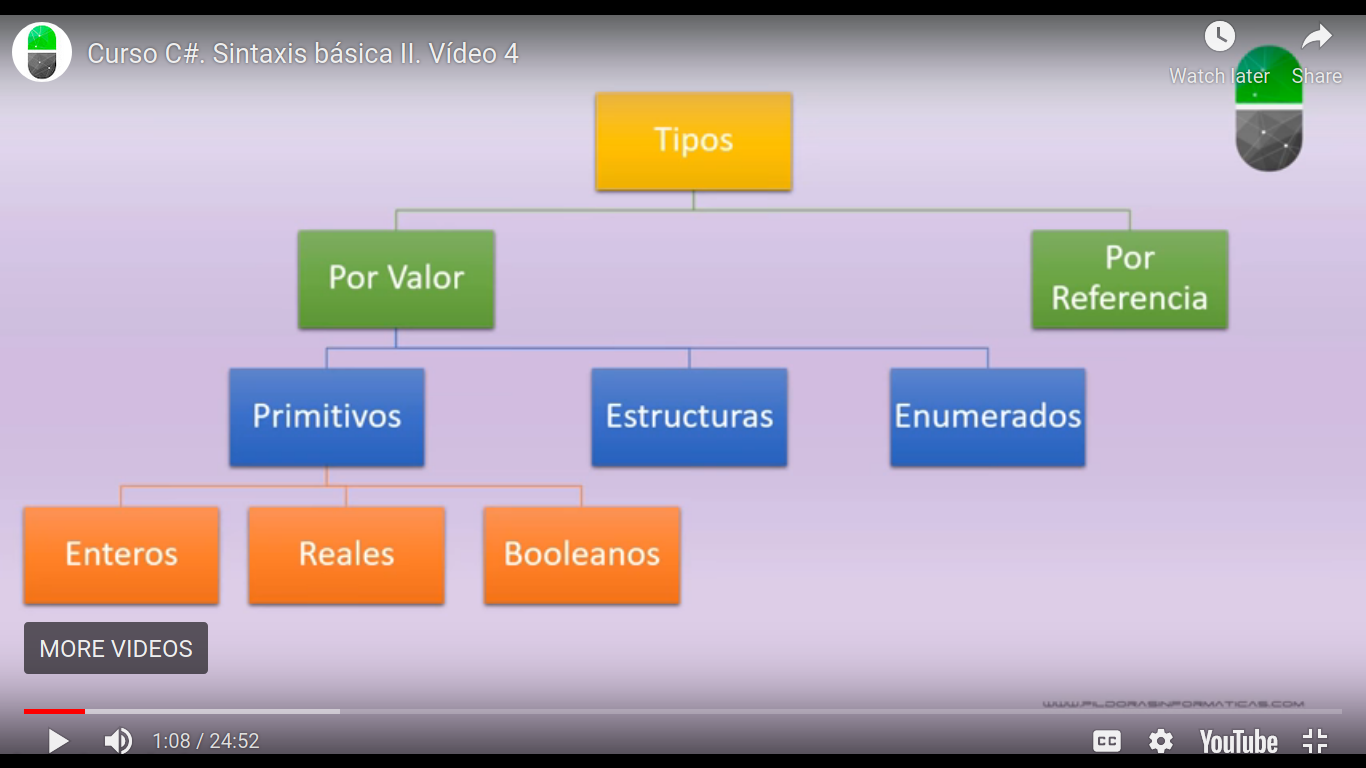 Curso C#. Sintaxis básica II. Vídeo 4
Watch later
Share
Tipos
Por Valor
Por
Referencia
Primitivos
Estructuras
Enumerados
Enteros
Reales
Booleanos
MORE VIDEOS
WWW.PILDORASINFORMATICAS.COM
1:08 / 24:52
CC
YouTube